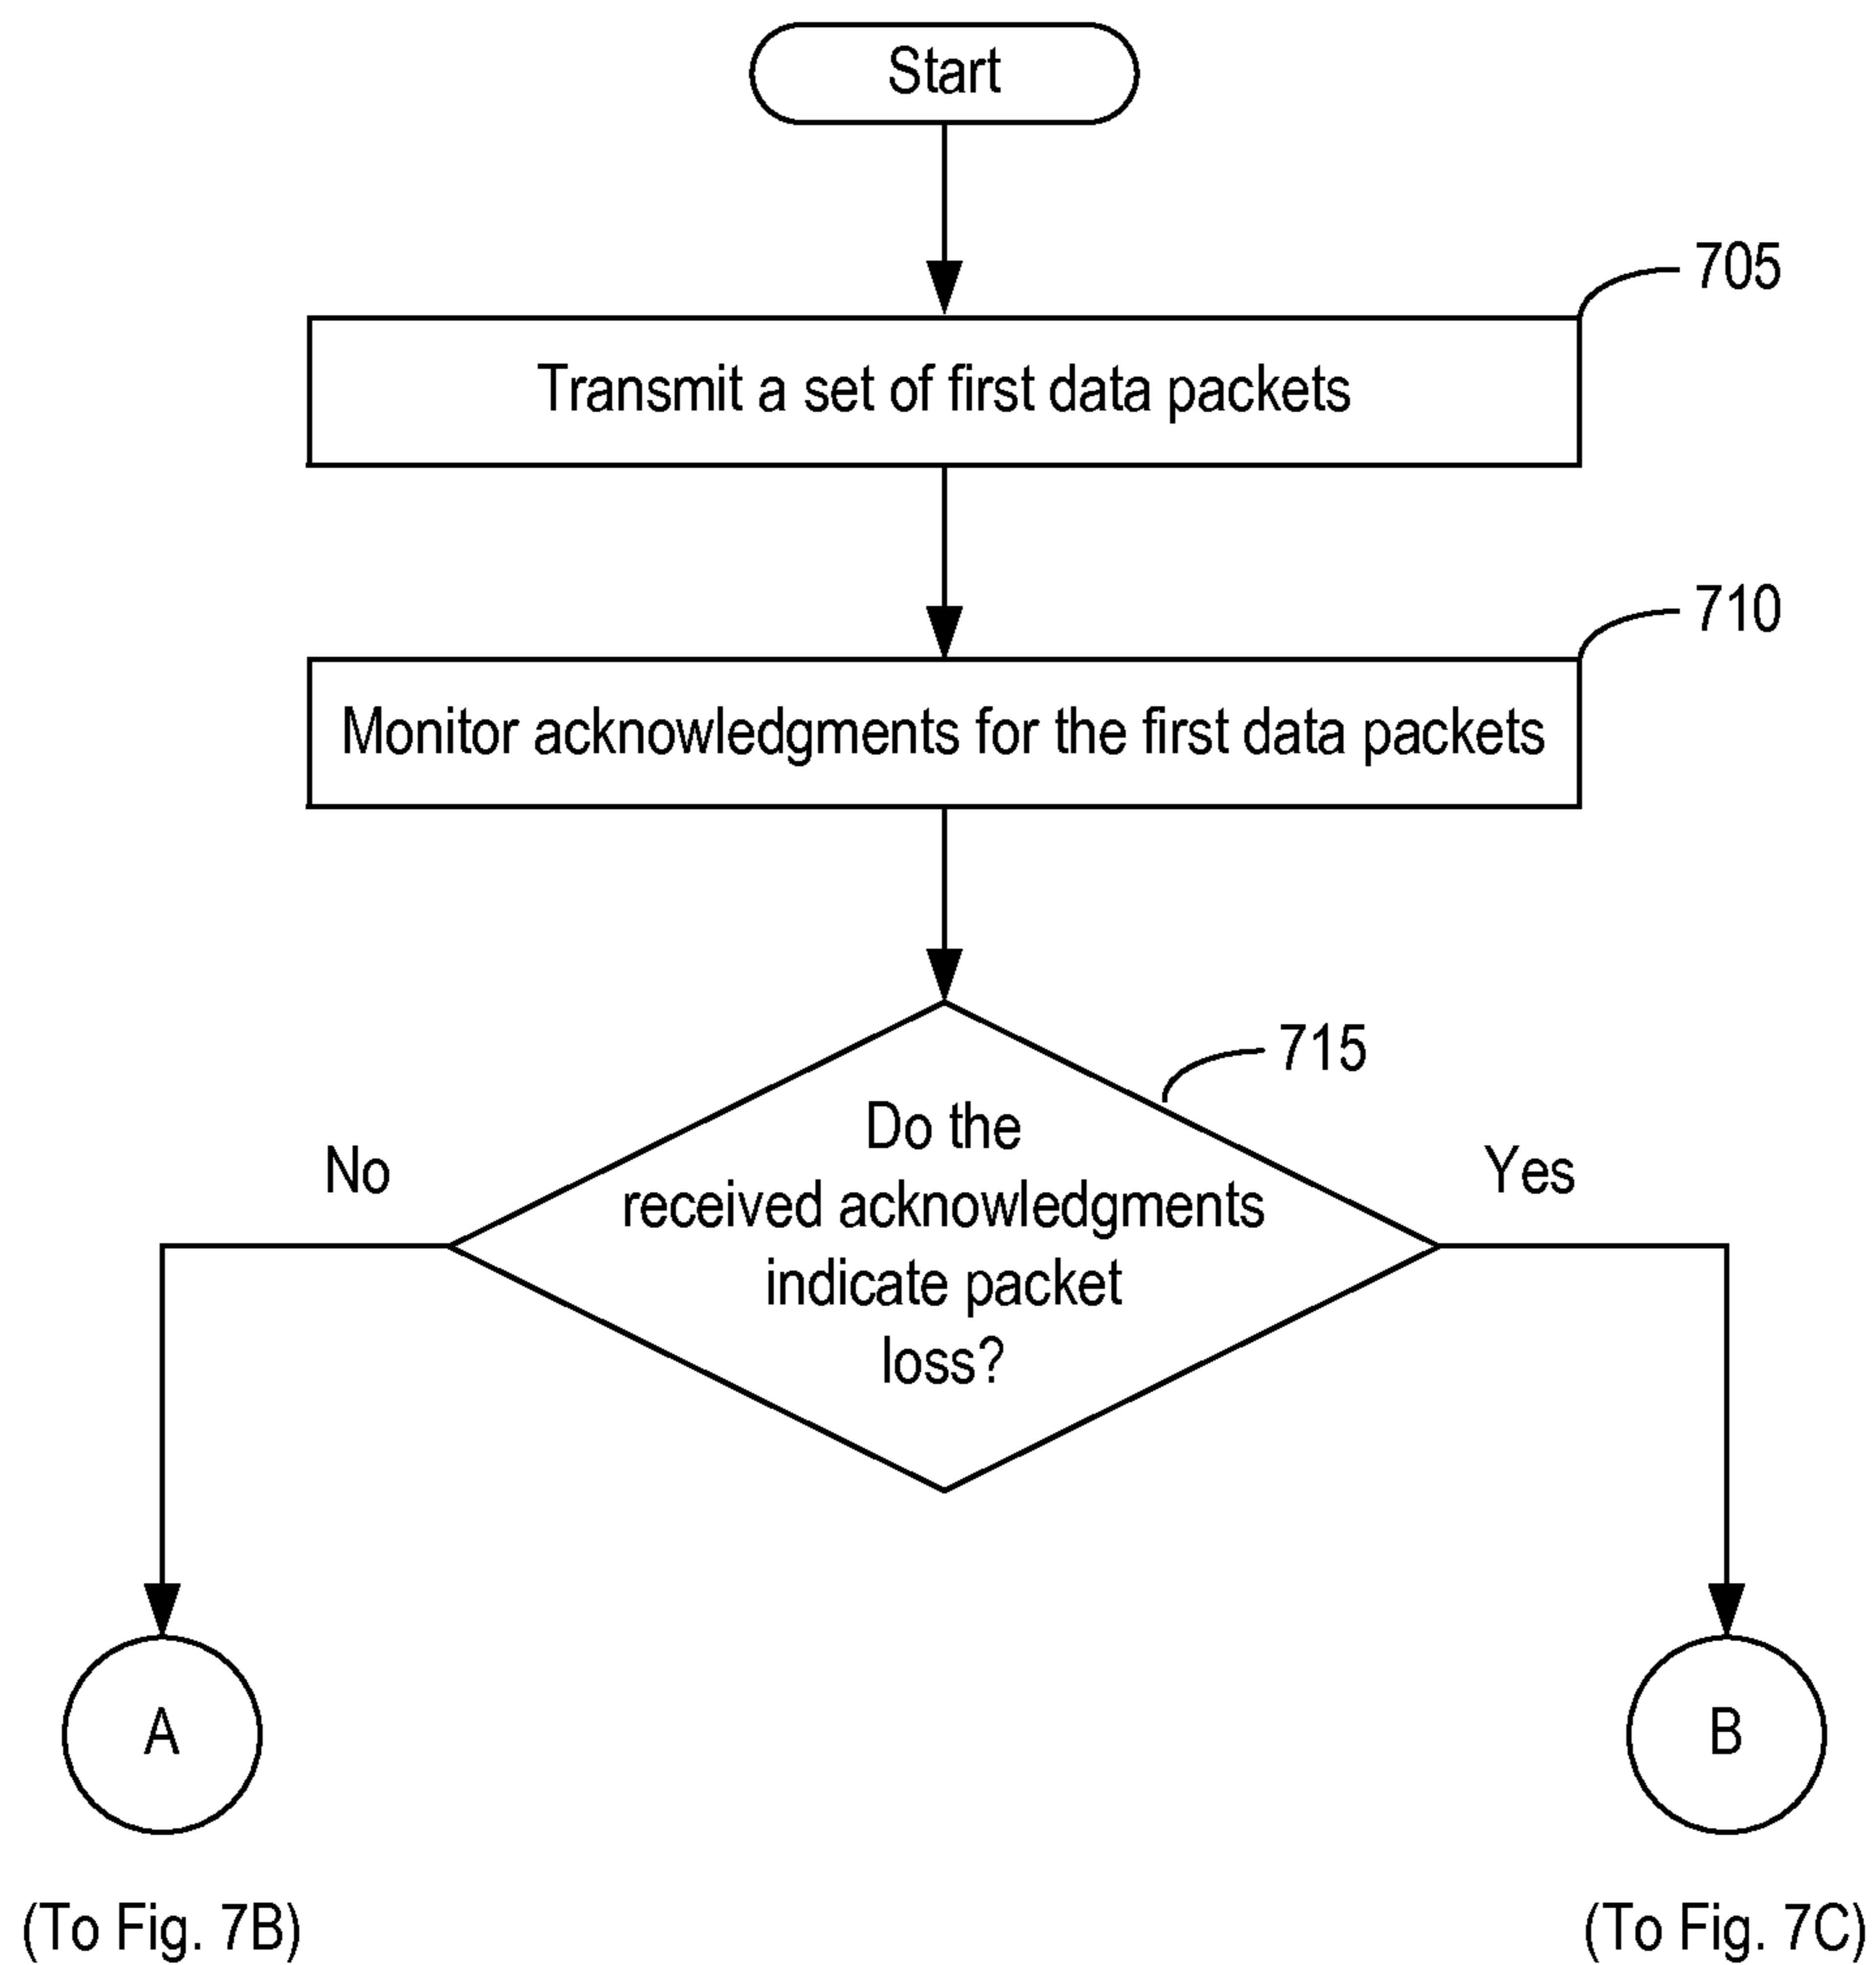 Start
705
Transmit a set of first data packets
710
Monitor acknowledgments for the first data packets
715
Do the
received acknowledgments
indicate packet
loss?
No
Yes
A
B
(To Fig. 7B)
(To Fig. 7C)